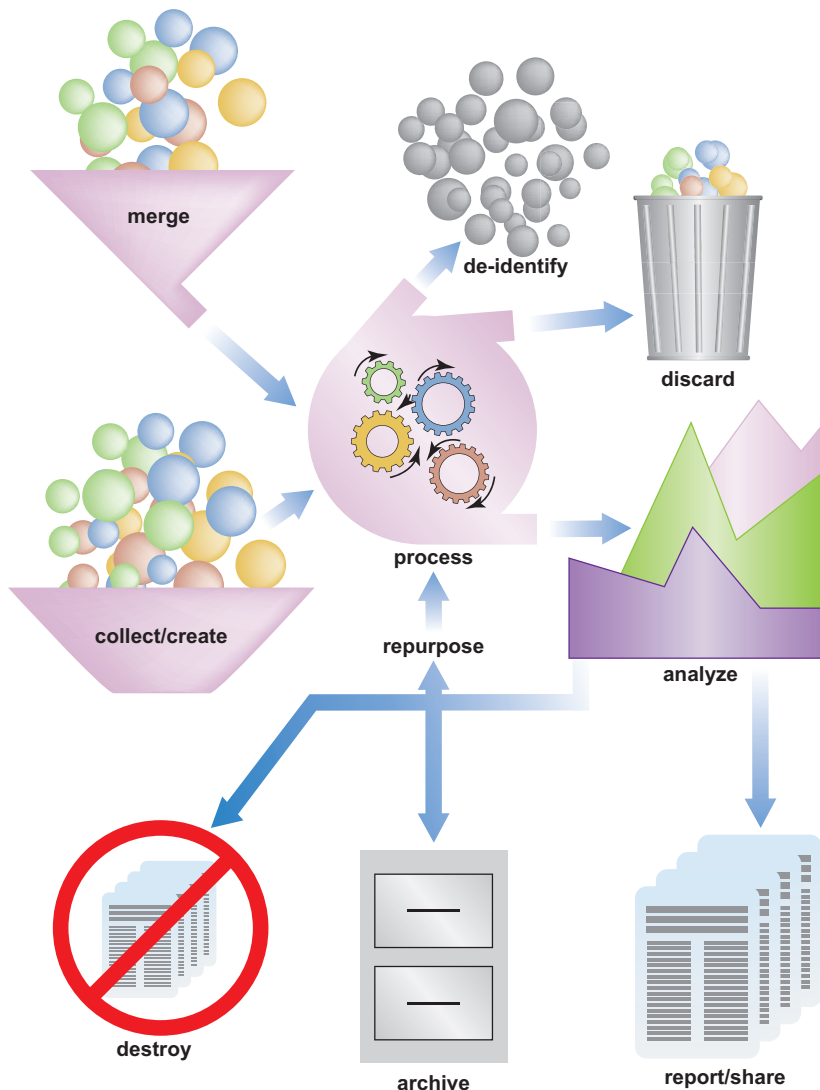 merge
de-identify
discard
process
collect/create
repurpose
analyze
destroy
archive
report/share